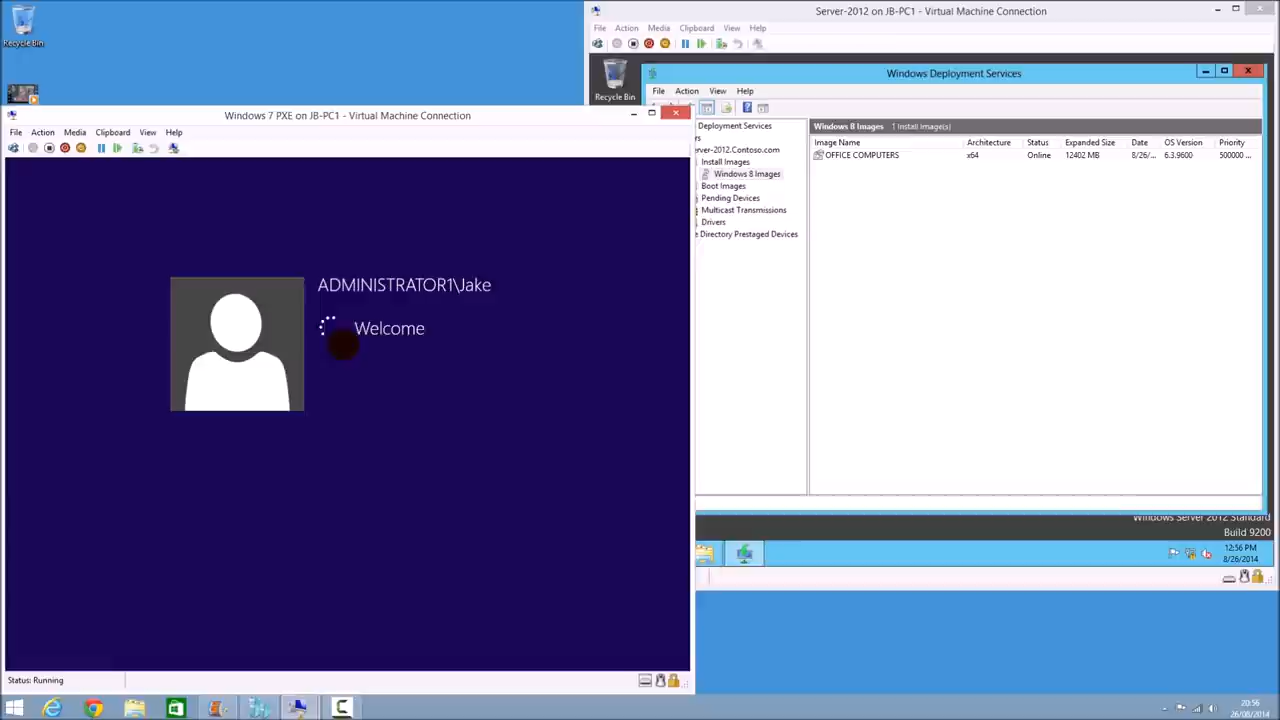 Recycle Bin
Server-2012 on JB-PC1 - Virtual Machine Connection
File Action Media Clipboard View Help
Recycle Bin
Windows Deployment Services
File Action View Help
Deployment Services
erver-2012.Contoso.com
Install Images
Windows 8 Images
Boot Images
Pending Devices
Multicast Transmissions
Drivers
Directory Prestaged Devices
Windows 8 Images 1 Install Image(s)
Image Name Architecture Status Expanded Size Date OS Version Priority
OFFICE COMPUTERS x64 Online 12402 MB 8/26/... 6.3.9600 500000 ...
Windows Server 2012 Standard
Build 9200
12:56 PM
8/26/2014
Windows 7 PXE on JB-PC1 - Virtual Machine Connection
File Action Media Clipboard View Help
ADMINISTRATOR1\Jake
Welcome
Status: Running
20:56
26/08/2014